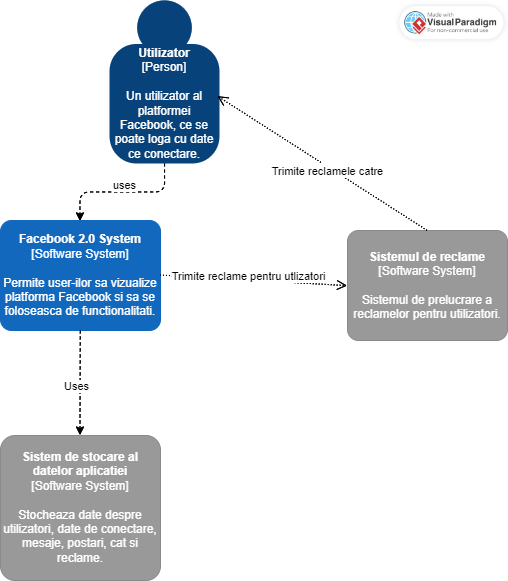 Made with
Visual Paradigm
For non-commercial use
Utilizator
[Person]
Un utilizator al
platformei
Facebook, ce se
poate loga cu date
ce conectare.
Trimite reclamele catre
uses
Facebook 2.0 System
[Software System]
Permite user-ilor sa vizualize
platforma Facebook si sa se
foloseasca de functionalitati.
Trimite reclame pentru utlizatori
Sistemul de reclame
[Software System]
Sistemul de prelucrare a
reclamelor pentru utilizatori.
Uses
Sistem de stocare al
datelor aplicatiei
[Software System]
Stocheaza date despre
utilizatori, date de conectare,
mesaje, postari, cat si
reclame.